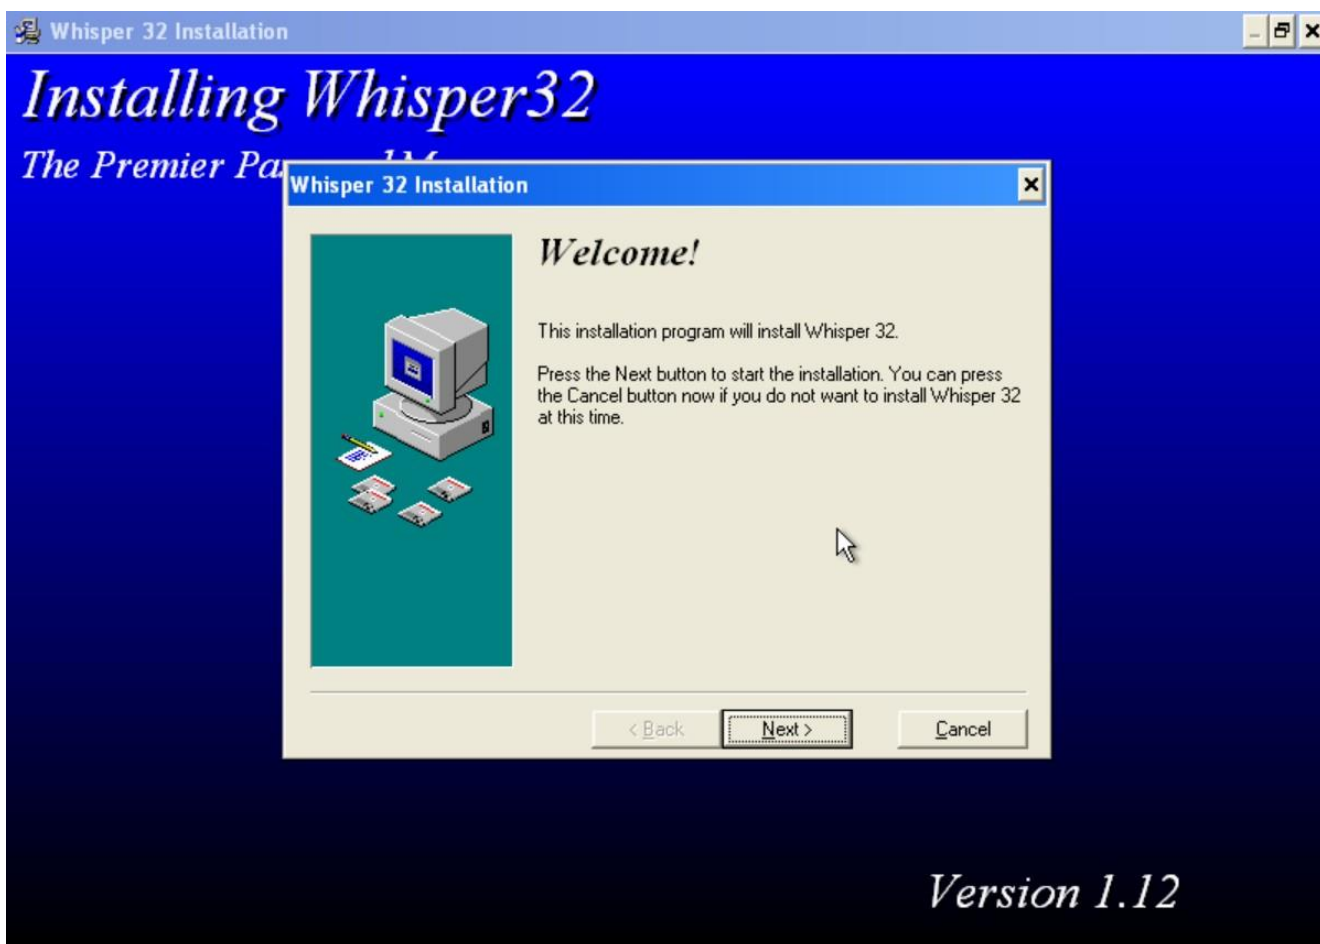 Whisper 32 Installation
Installing Whisper32
The Premier
Whisper 32 Installation
Welcome!
This installation program will install Whisper 32.
Press the Next button to start the installation. You can press
the Cancel button now if you do not want to install Whisper 32
at this time.
< Back
Next >
Cancel
Version 1.12